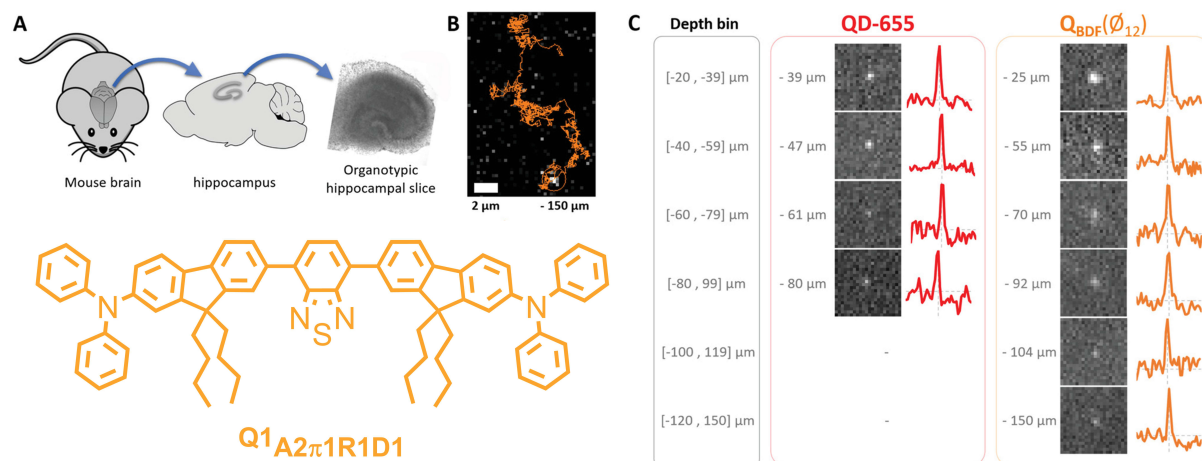 A
Mouse brain
hippocampus
Organotypic
hippocampal slice
B
2 µm
- 150 µm
N
N
S
N
N
Q1A2π1R1D1
C
Depth bin
QD-655
QBDF(Ø12)
[-20 , -39] µm
- 39 µm
- 25 µm
[-40 , -59] µm
- 47 µm
- 55 µm
[-60 , -79] µm
- 61 µm
- 70 µm
[-80 , 99] µm
- 80 µm
- 92 µm
[-100 , 119] µm
-
- 104 µm
[-120 , 150] µm
-
- 150 µm